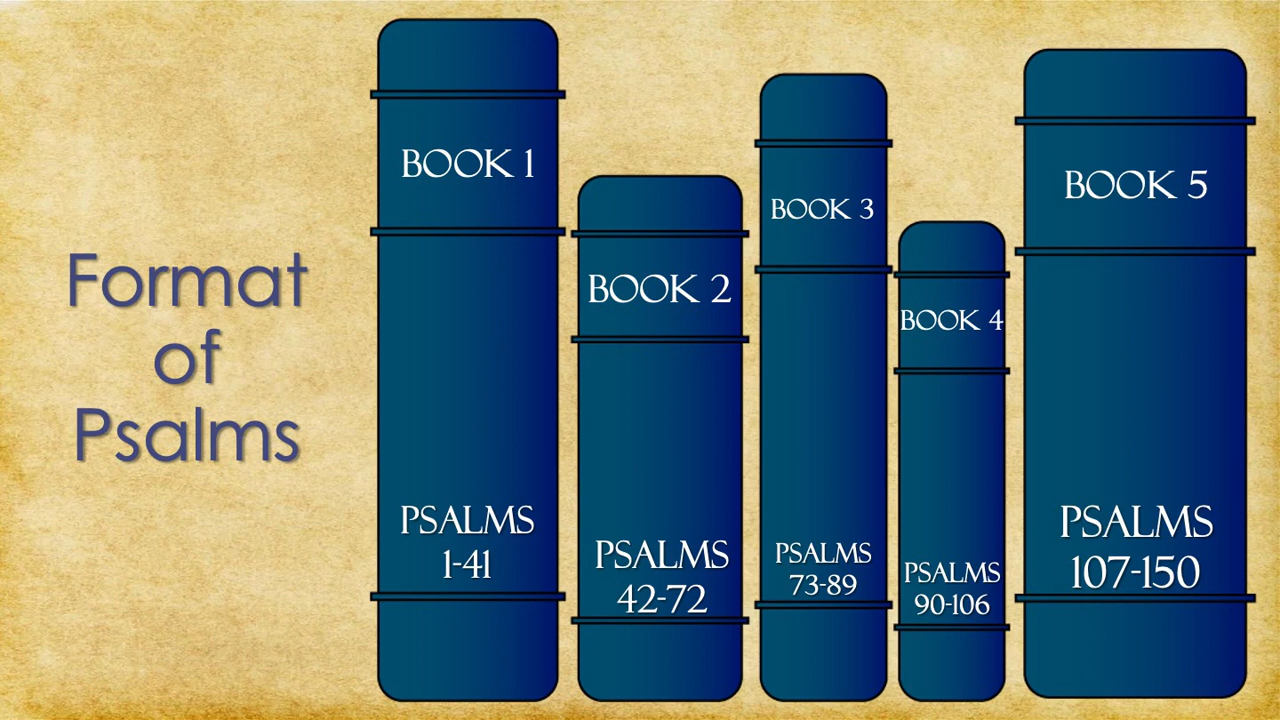 Format
of
Psalms
BOOK 1
PSALMS
1-41
BOOK 2
PSALMS
42-72
BOOK 3
PSALMS
73-89
BOOK 4
PSALMS
90-106
BOOK 5
PSALMS
107-150